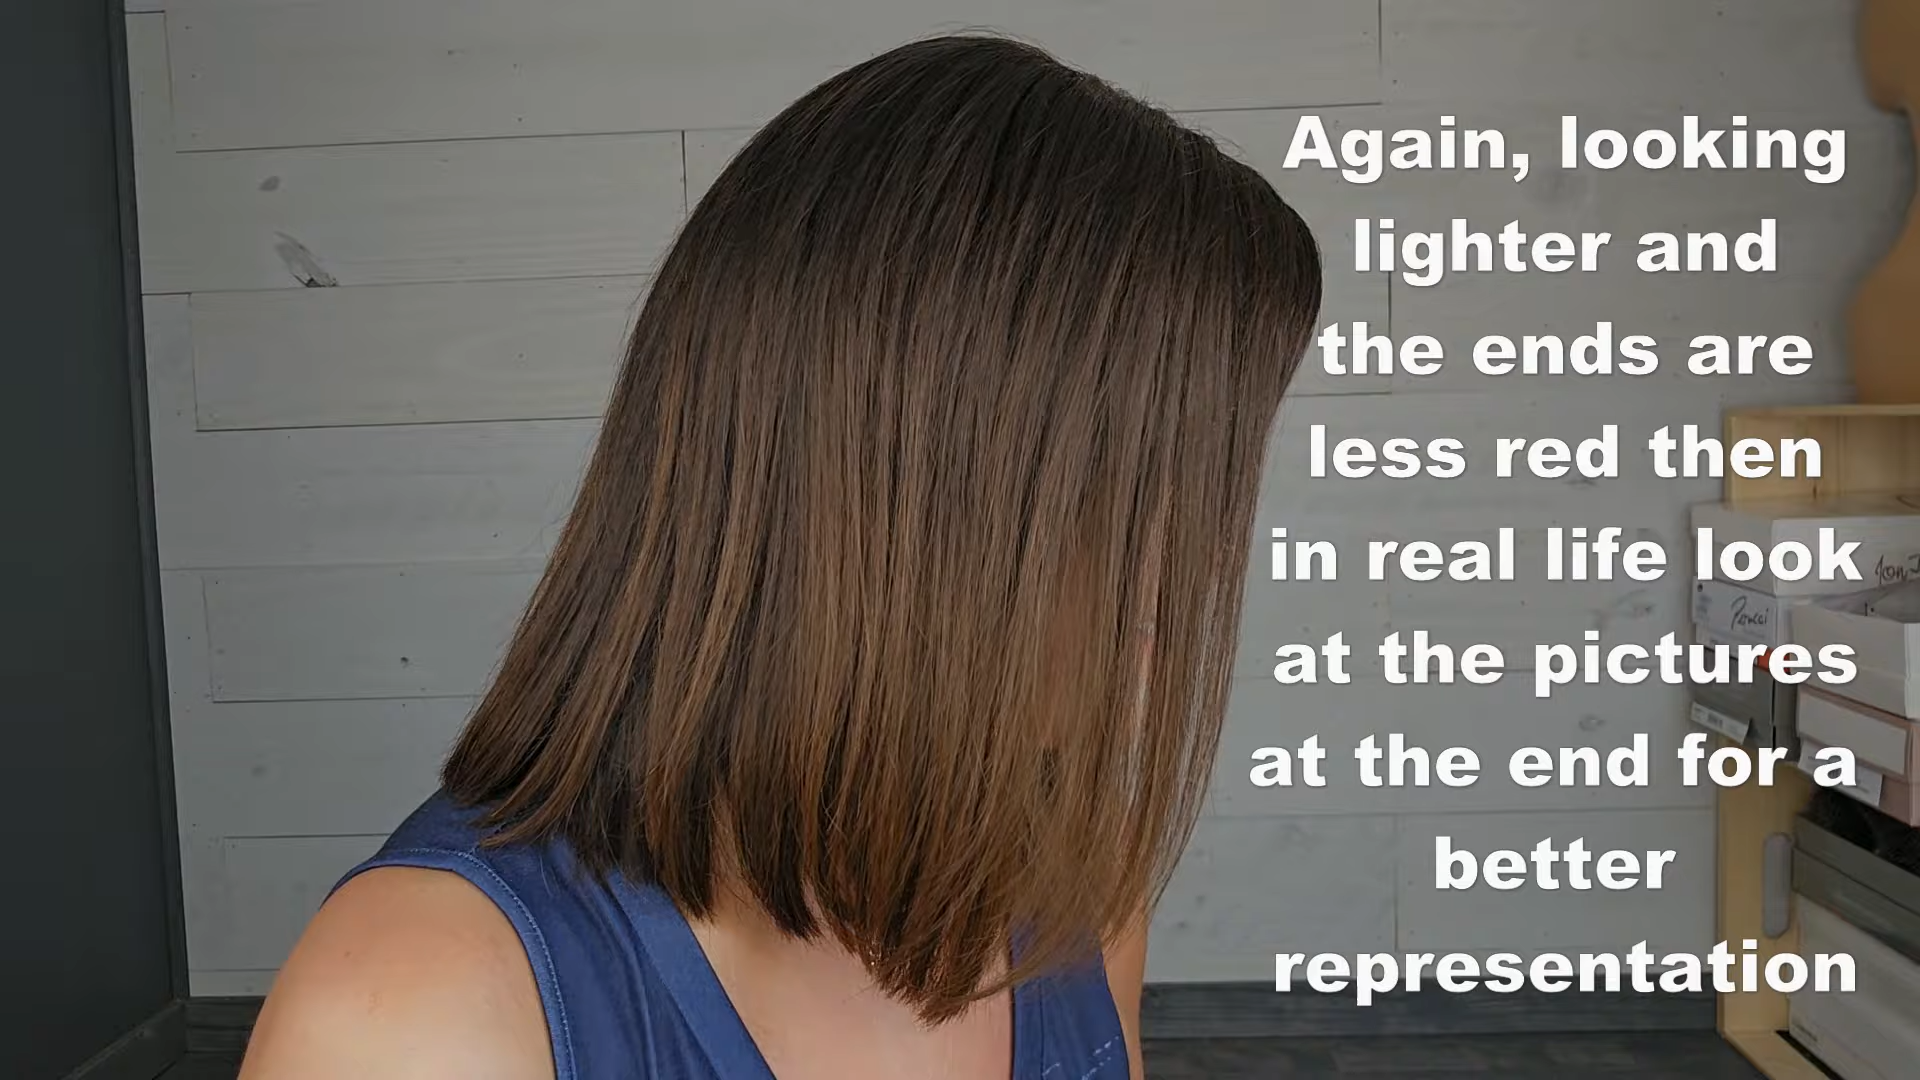 Again, looking
lighter and
the ends are
less red then
in real life look
at the pictures
at the end for a
better
representation